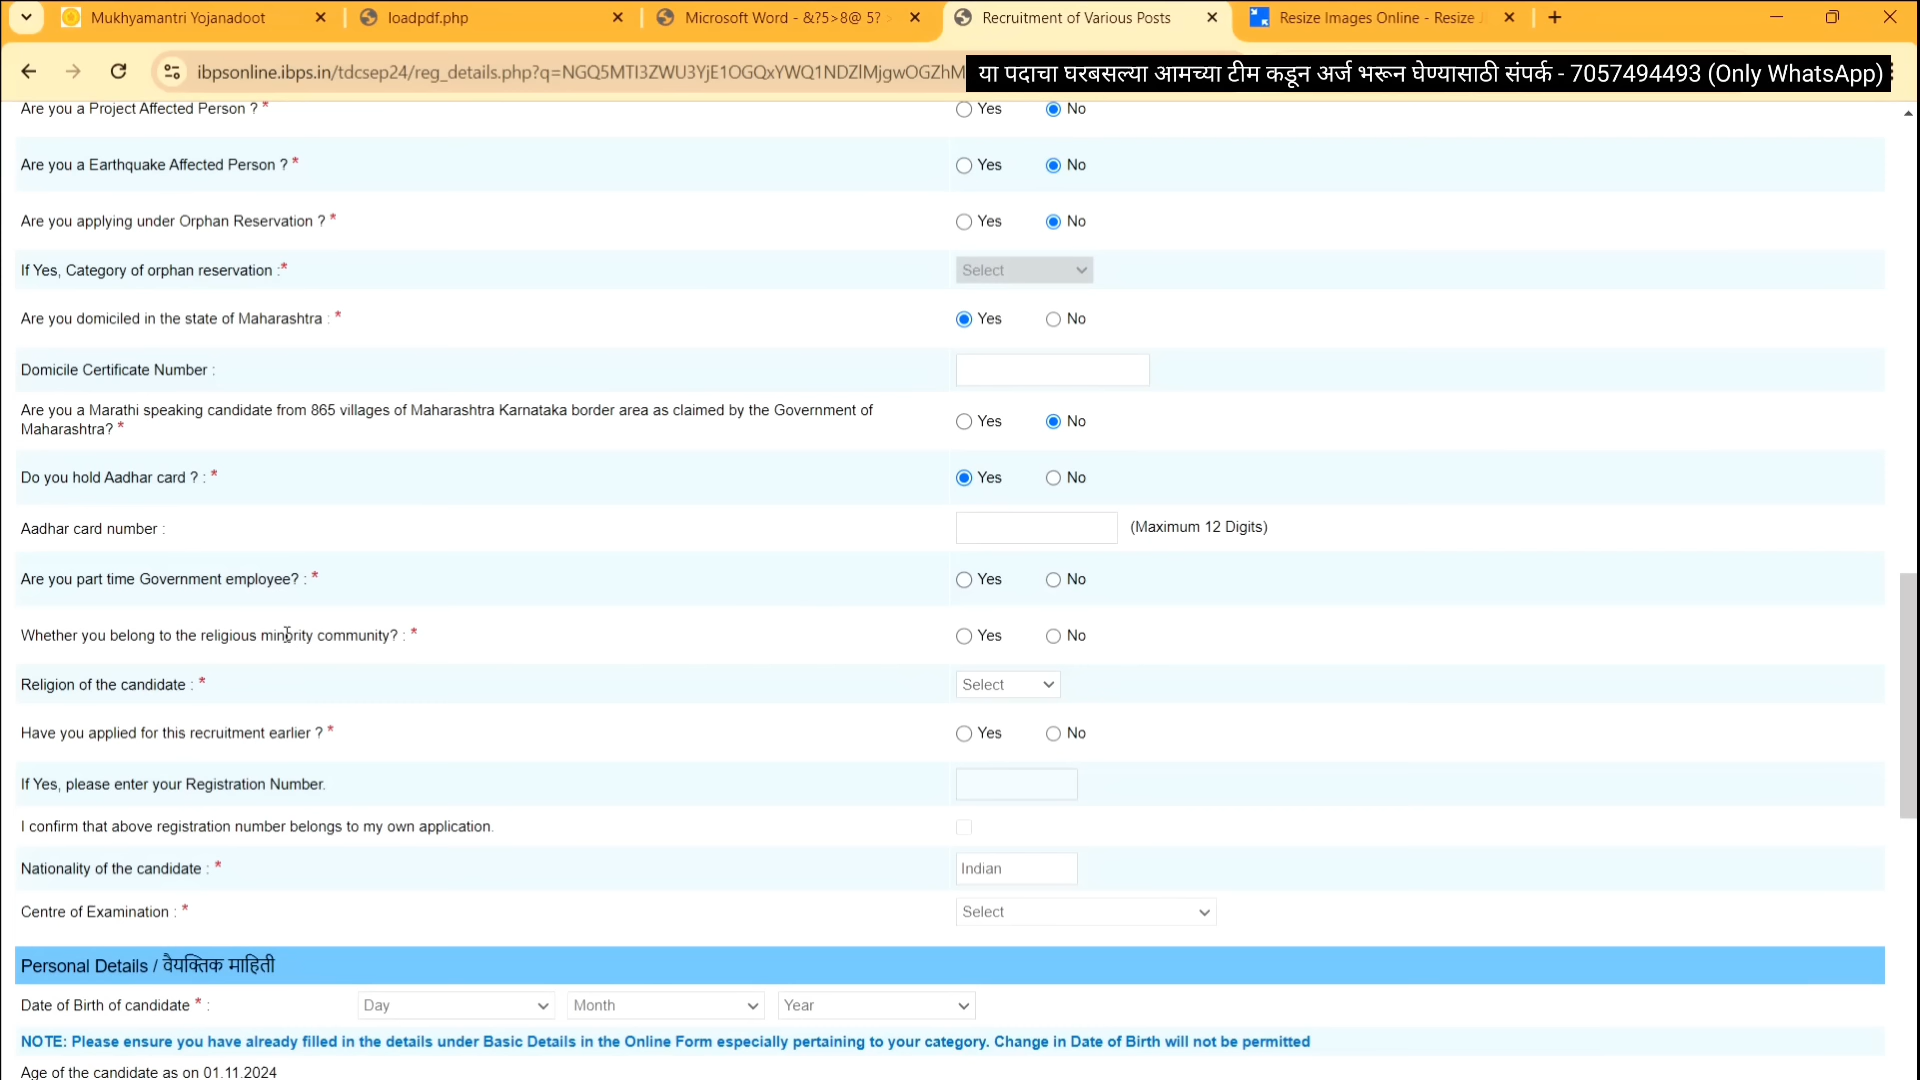 Mukhyamantri Yojanadoot
loadpdf.php
Microsoft Word - &?5>8@ 5? >
Recruitment of Various Posts
Resize Images Online - Resize J
ibpsonline.ibps.in/tdcsep24/reg_details.php?q=NGQ5MTI3ZWU3YjE1OGQxYWQ1NDZlMjgwOGZhM
या पदाचा घरबसल्या आमच्या टीम कडून अर्ज भरून घेण्यासाठी संपर्क - 7057494493 (Only WhatsApp)
Are you a Project Affected Person ? * Yes No
Are you a Earthquake Affected Person ? * Yes No
Are you applying under Orphan Reservation ? * Yes No
If Yes, Category of orphan reservation :* Select
Are you domiciled in the state of Maharashtra : * Yes No
Domicile Certificate Number :
Are you a Marathi speaking candidate from 865 villages of Maharashtra Karnataka border area as claimed by the Government of
Maharashtra? * Yes No
Do you hold Aadhar card ? : * Yes No
Aadhar card number : (Maximum 12 Digits)
Are you part time Government employee? : * Yes No
Whether you belong to the religious minority community? : * Yes No
Religion of the candidate : * Select
Have you applied for this recruitment earlier ? * Yes No
If Yes, please enter your Registration Number.
I confirm that above registration number belongs to my own application.
Nationality of the candidate : * Indian
Centre of Examination : * Select
Personal Details / वैयक्तिक माहिती
Date of Birth of candidate * : Day Month Year
NOTE: Please ensure you have already filled in the details under Basic Details in the Online Form especially pertaining to your category. Change in Date of Birth will not be permitted
Age of the candidate as on 01.11.2024